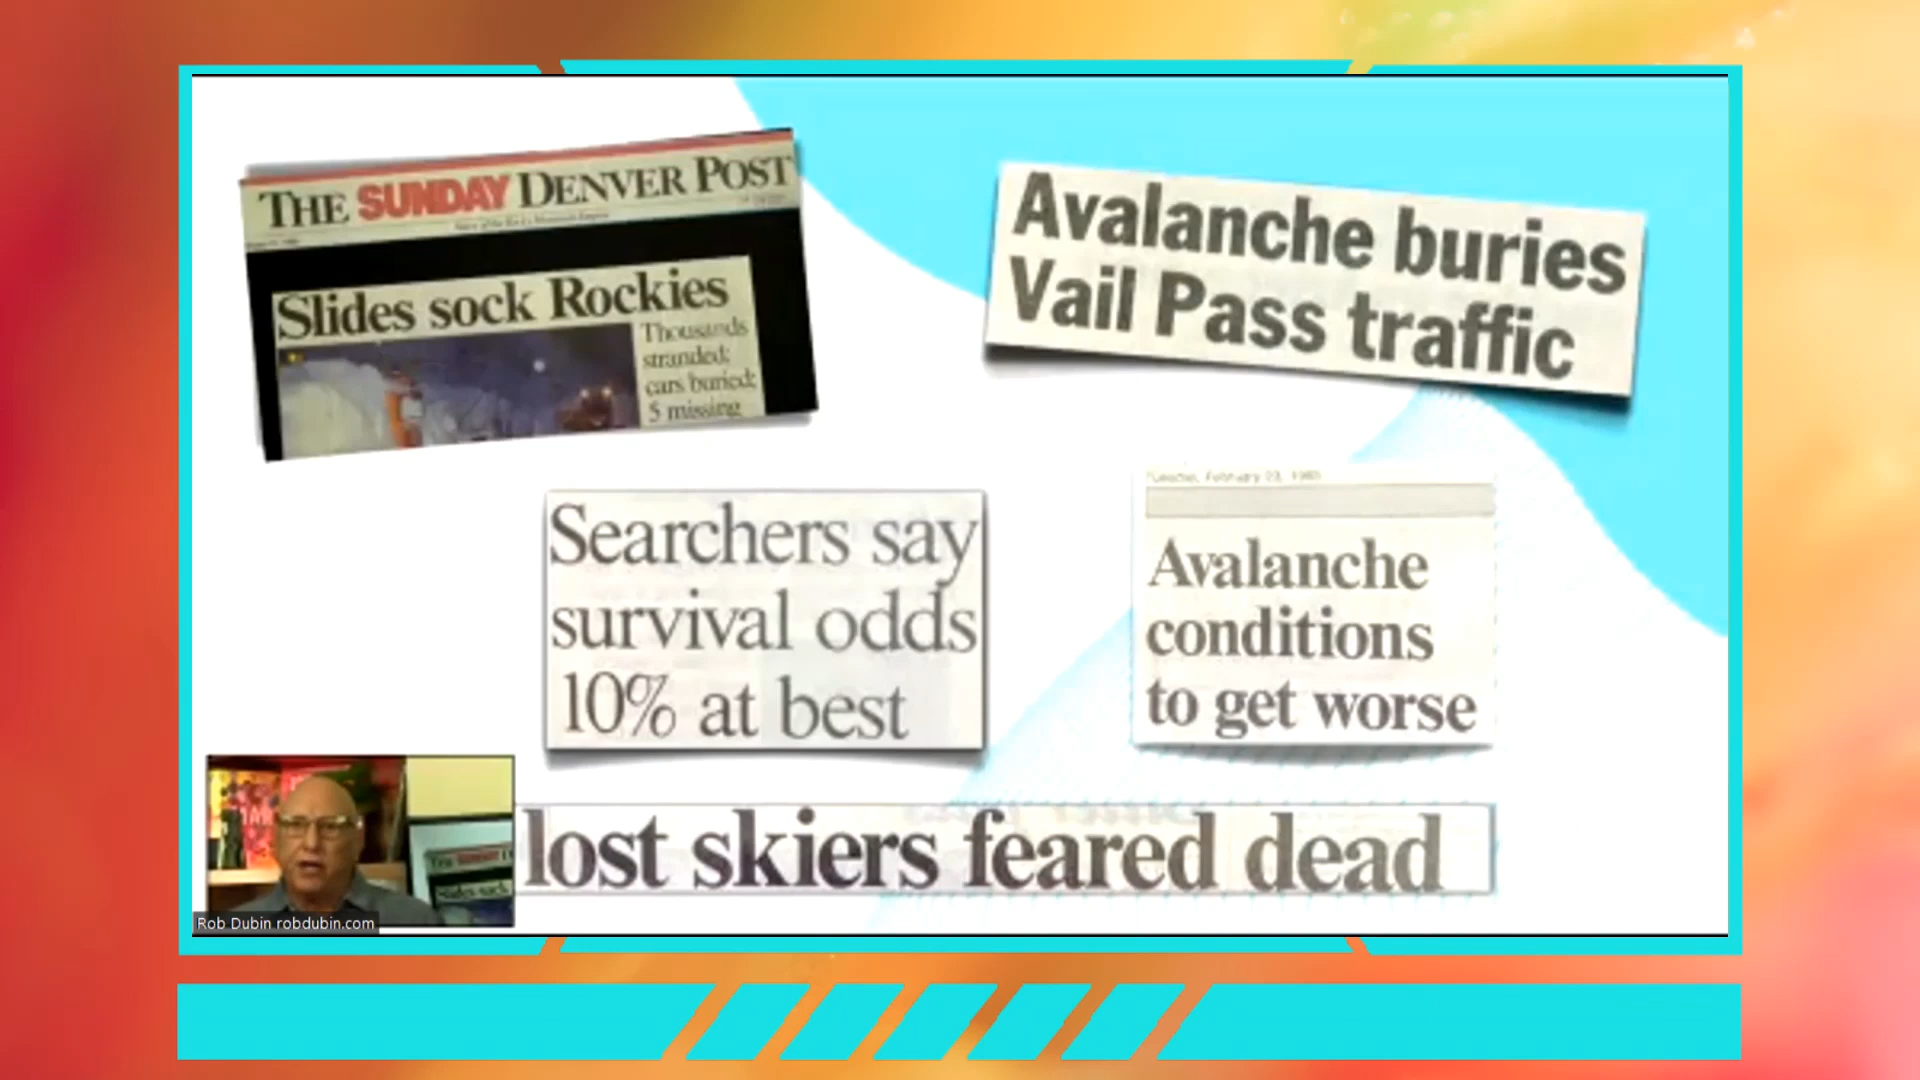 THE SUNDAY DENVER POST
Slides sock Rockies
Thousands
stranded;
cars buried;
5 missing
Avalanche buries
Vail Pass traffic
Searchers say
survival odds
10% at best
February 23,
Avalanche
conditions
to get worse
lost skiers feared dead
Rob Dubin robdubin.com